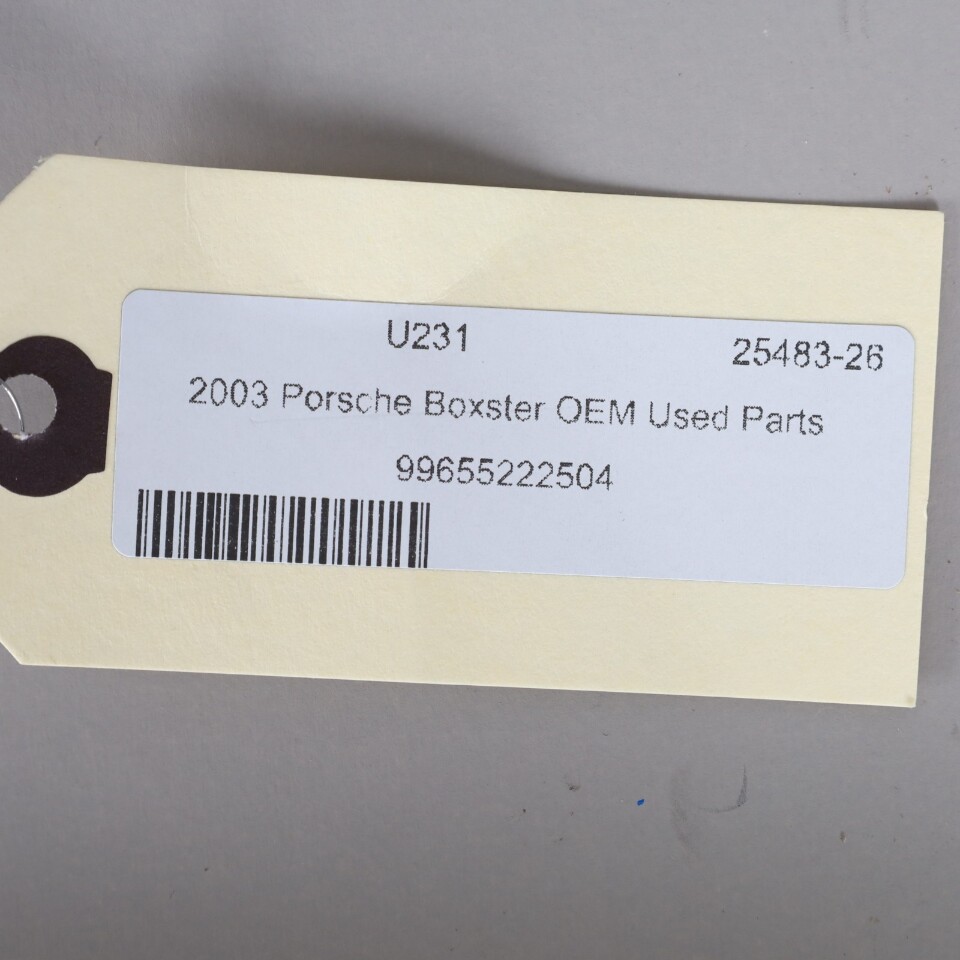 U231 25483-26
2003 Porsche Boxster OEM Used Parts
99655222504